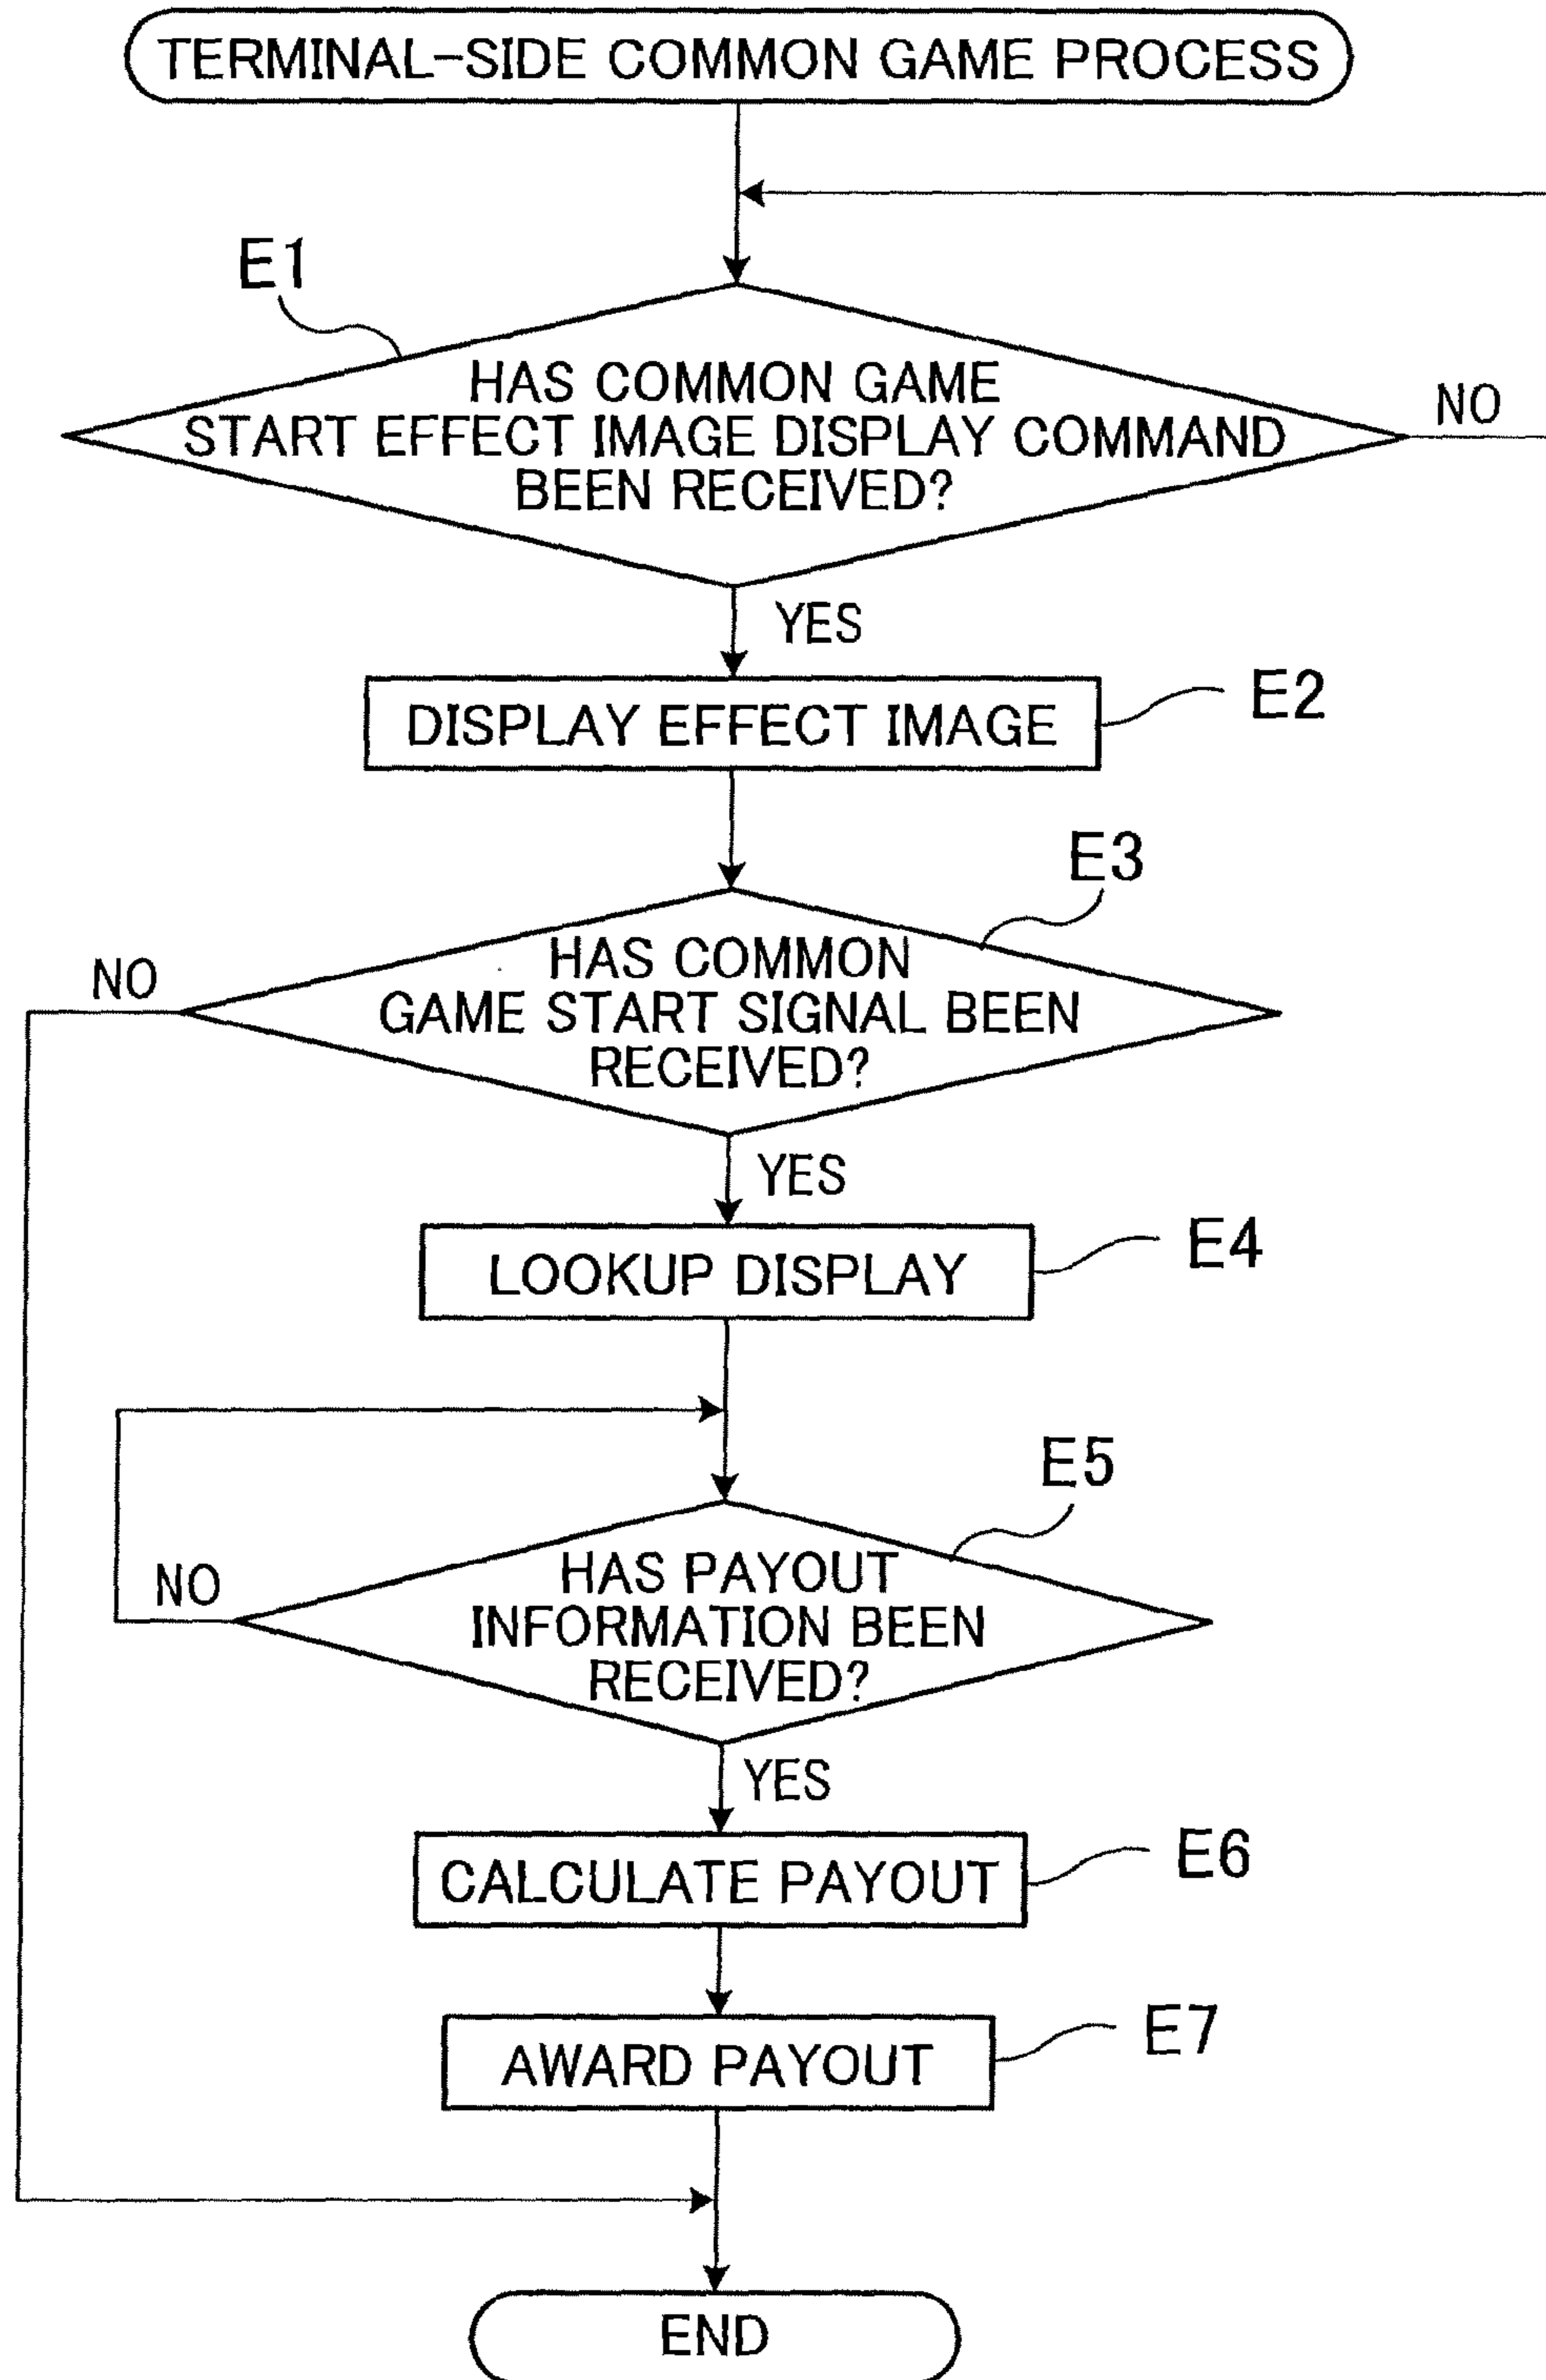 TERMINAL-SIDE COMMON GAME PROCESS
E1
HAS COMMON GAME
START EFFECT IMAGE DISPLAY COMMAND
BEEN RECEIVED?
NO
YES
DISPLAY EFFECT IMAGE
E2
E3
HAS COMMON
GAME START SIGNAL BEEN
RECEIVED?
NO
YES
LOOKUP DISPLAY
E4
E5
HAS PAYOUT
INFORMATION BEEN
RECEIVED?
NO
YES
CALCULATE PAYOUT
E6
AWARD PAYOUT
E7
END